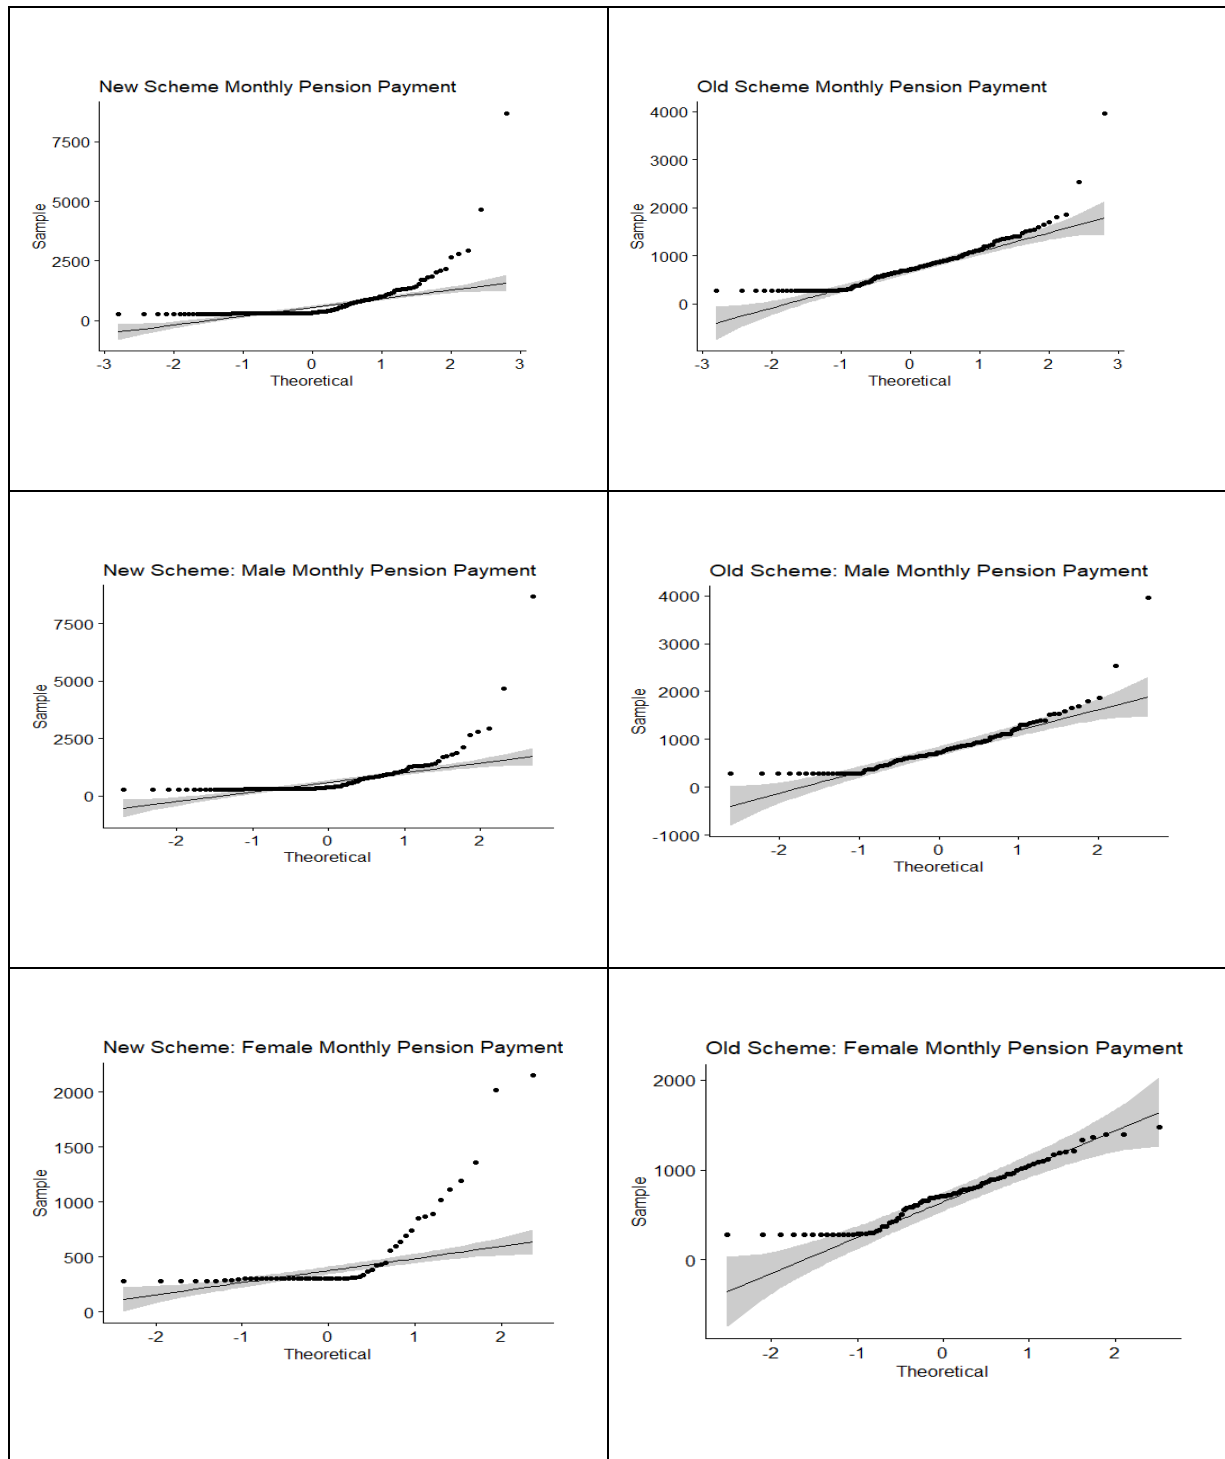 New Scheme Monthly Pension Payment
7500
5000
2500
0
Sample
-3 -2 -1 0 1 2 3
Theoretical
Old Scheme Monthly Pension Payment
4000
3000
2000
1000
0
Sample
-3 -2 -1 0 1 2 3
Theoretical
New Scheme: Male Monthly Pension Payment
7500
5000
2500
0
Sample
-2 -1 0 1 2
Theoretical
Old Scheme: Male Monthly Pension Payment
4000
3000
2000
1000
0
-1000
Sample
-2 -1 0 1 2
Theoretical
New Scheme: Female Monthly Pension Payment
2000
1500
1000
500
0
Sample
-2 -1 0 1 2
Theoretical
Old Scheme: Female Monthly Pension Payment
2000
1000
0
Sample
-2 -1 0 1 2
Theoretical